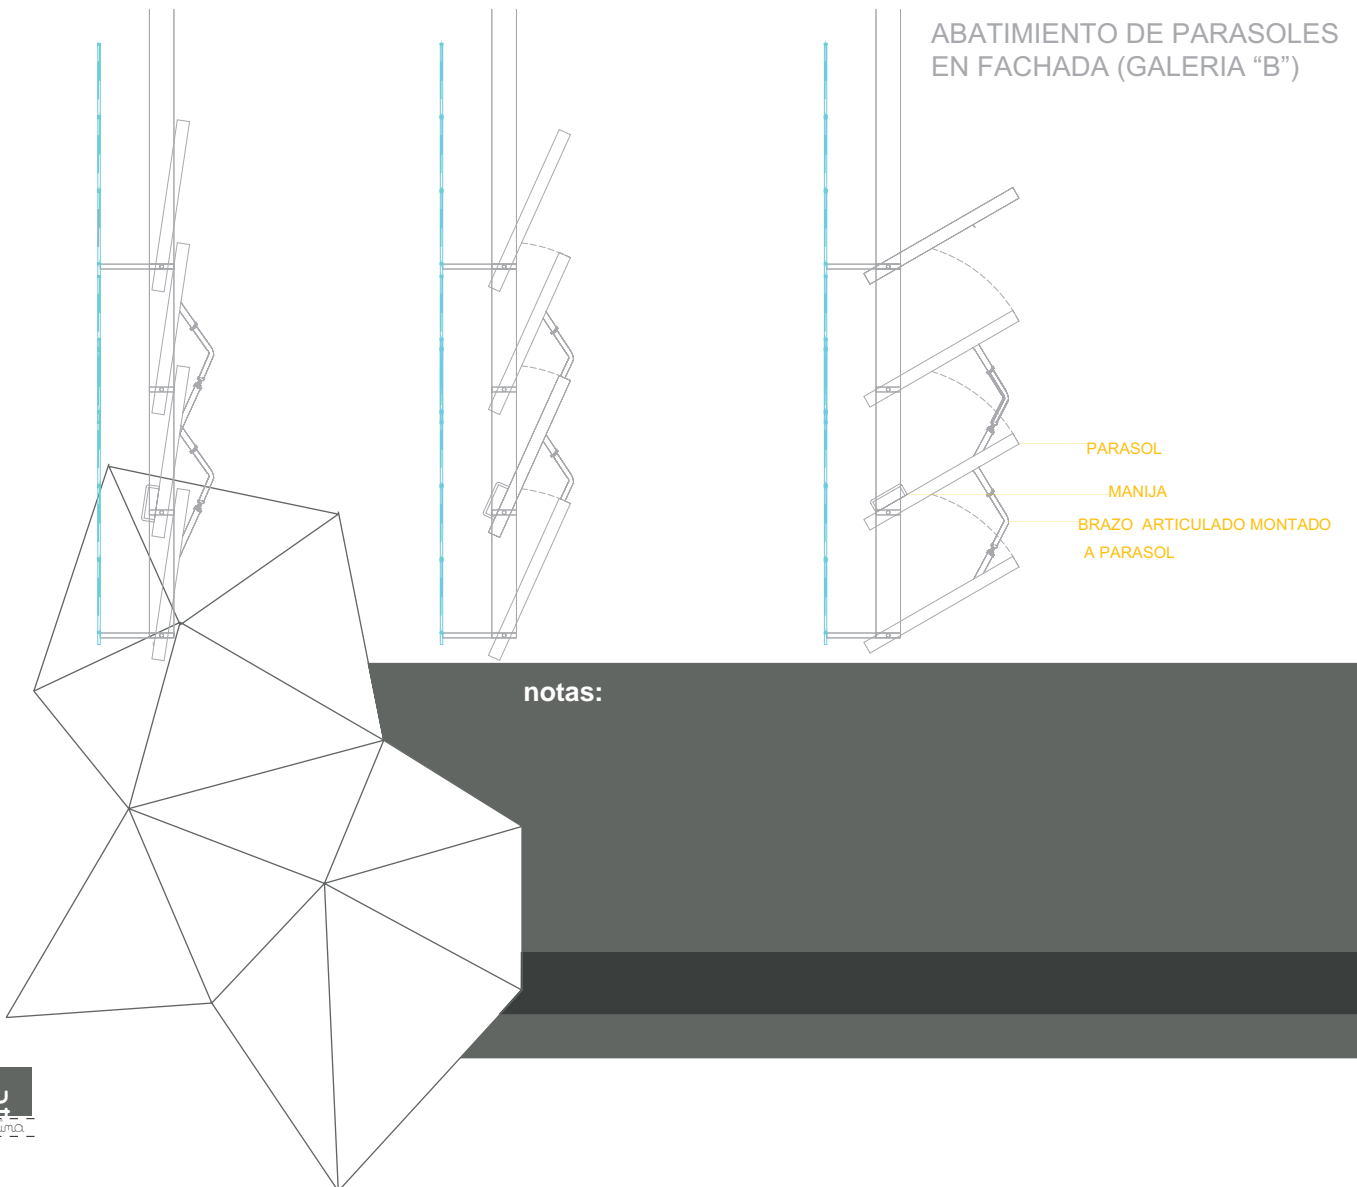 ABATIMIENTO DE PARASOLES
EN FACHADA (GALERIA “B”)
PARASOL
MANIJA
BRAZO ARTICULADO MONTADO
A PARASOL
notas: